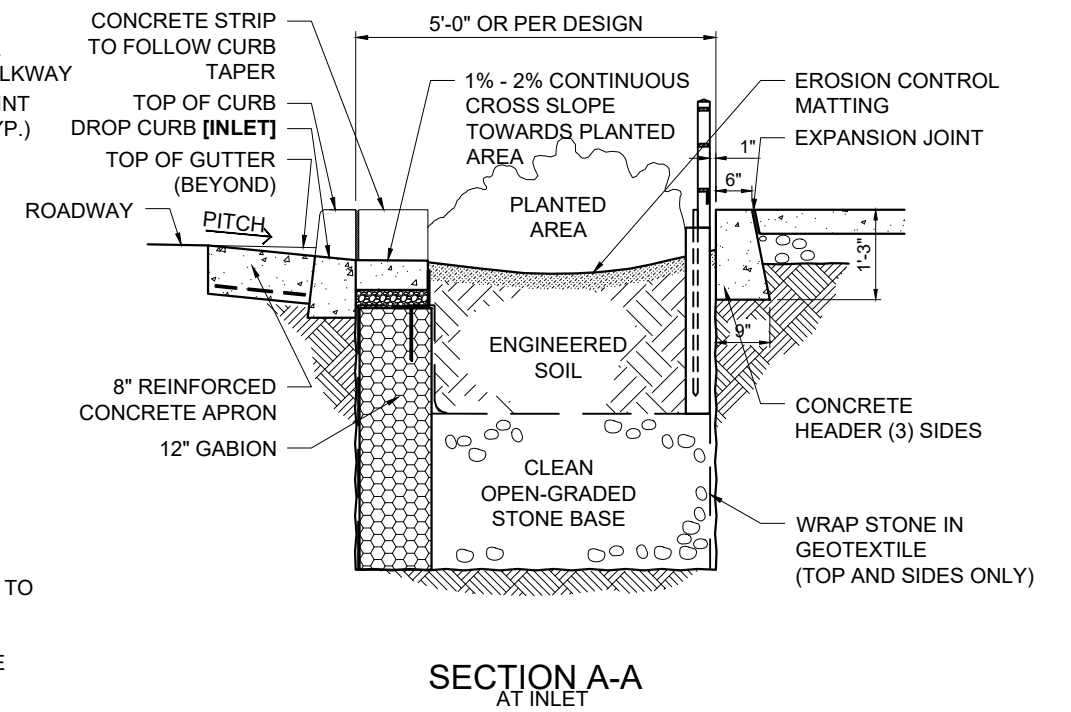 CONCRETE STRIP
TO FOLLOW CURB
TAPER
TOP OF CURB
DROP CURB [INLET]
TOP OF GUTTER
(BEYOND)
ROADWAY
PITCH
8" REINFORCED
CONCRETE APRON
12" GABION
LKWAY
INT
YP.)
TO
E
5'-0" OR PER DESIGN
1% - 2% CONTINUOUS
CROSS SLOPE
TOWARDS PLANTED
AREA
PLANTED
AREA
ENGINEERED
SOIL
CLEAN
OPEN-GRADED
STONE BASE
EROSION CONTROL
MATTING
EXPANSION JOINT
1"
6"
1'-3"
9"
CONCRETE
HEADER (3) SIDES
WRAP STONE IN
GEOTEXTILE
(TOP AND SIDES ONLY)
SECTION A-A
AT INLET